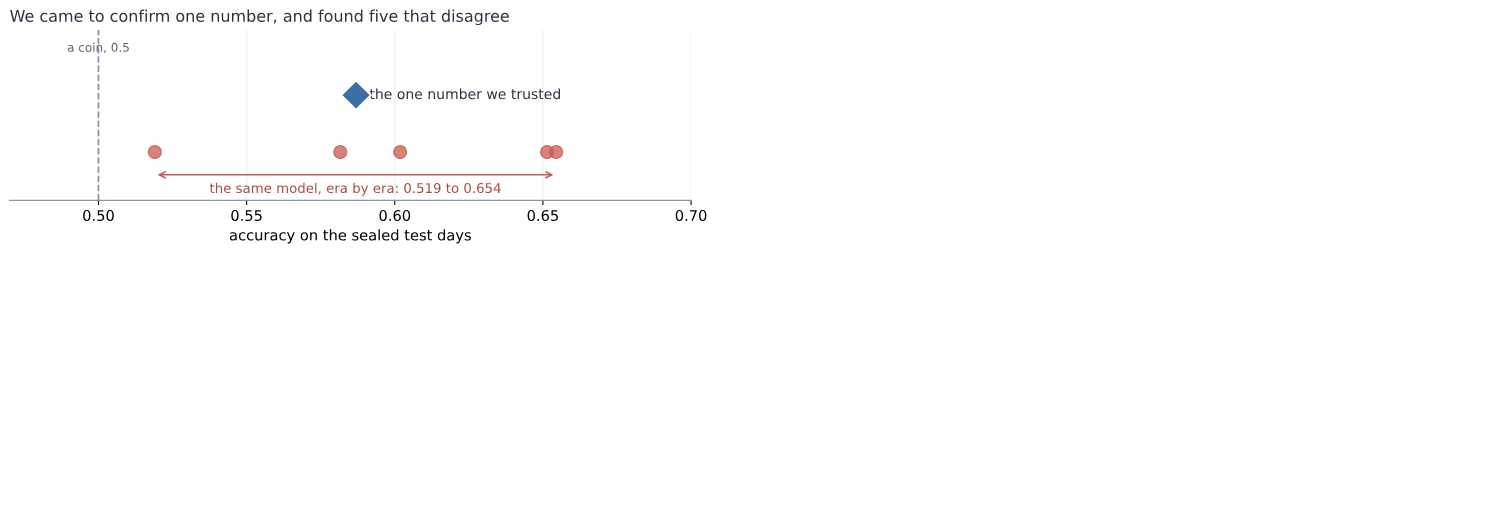 We came to confirm one number, and found five that disagree
a coin, 0.5
the one number we trusted
the same model, era by era: 0.519 to 0.654
0.50 0.55 0.60 0.65 0.70
accuracy on the sealed test days